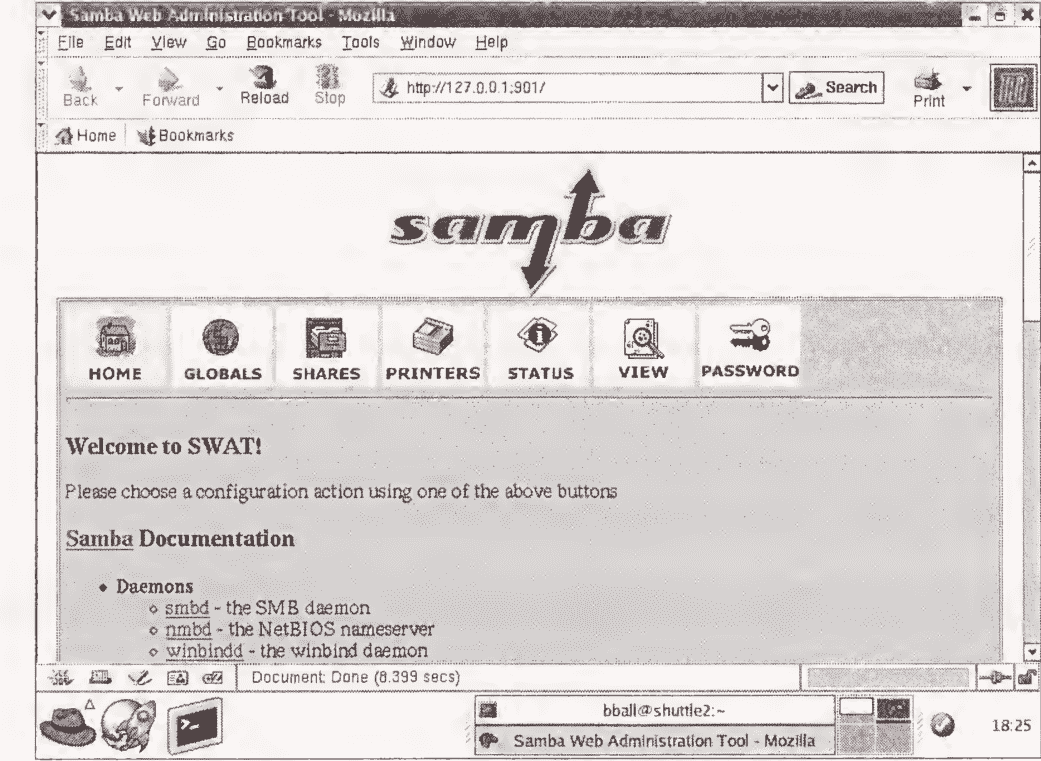 Samba Web Administration Tool - Mozilla
File Edit View Go Bookmarks Tools Window Help
Back Forward Reload Stop http://127.0.0.1:901/ Search Print
Home Bookmarks
samba
HOME GLOBALS SHARES PRINTERS STATUS VIEW PASSWORD
Welcome to SWAT!
Please choose a configuration action using one of the above buttons
Samba Documentation
• Daemons
◦ smbd - the SMB daemon
◦ nmbd - the NetBIOS nameserver
◦ winbindd - the winbind daemon
Document: Done (8.399 secs)
bball@shuttle2:~
Samba Web Administration Tool - Mozilla
18:25